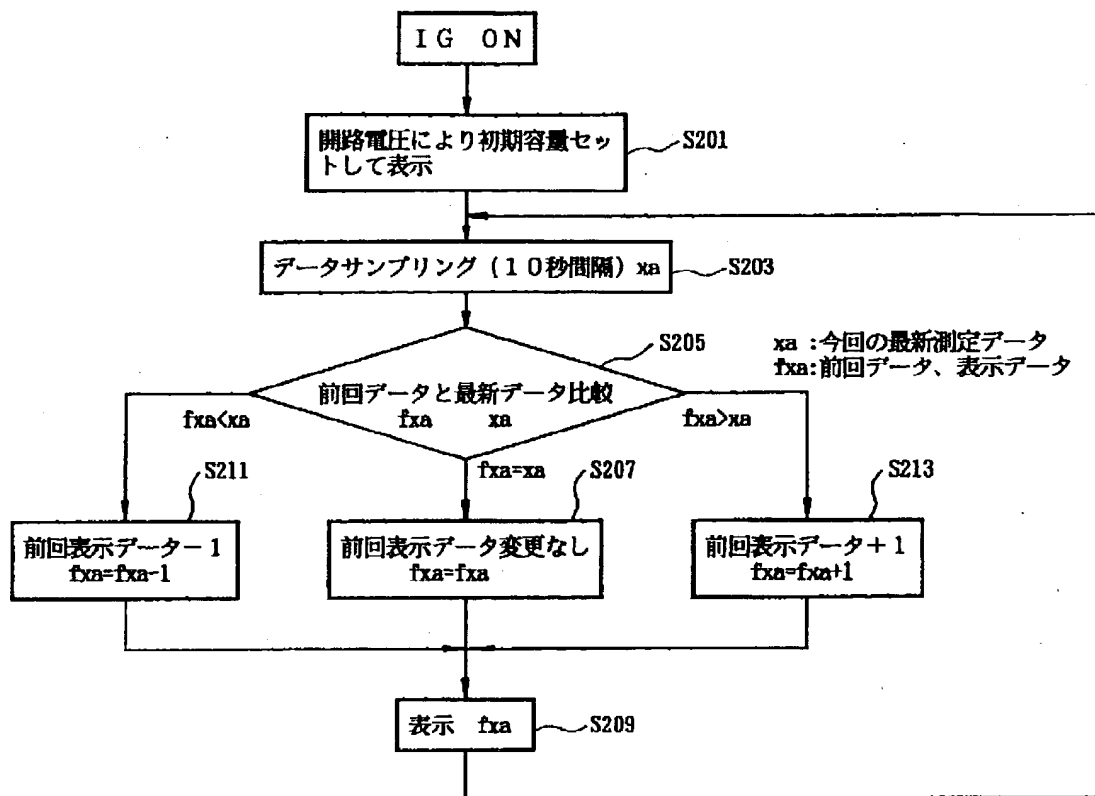 IG ON
開路電圧により初期容量セッ
トして表示
S201
データサンプリング(10秒間隔)xa
S203
S205
xa :今回の最新測定データ
fxa:前回データ、表示データ
前回データと最新データ比較
fxa xa
fxa<xa
fxa>xa
fxa=xa
S211
S207
S213
前回表示データ-1
fxa=fxa-1
前回表示データ変更なし
fxa=fxa
前回表示データ+1
fxa=fxa+1
表示 fxa
S209